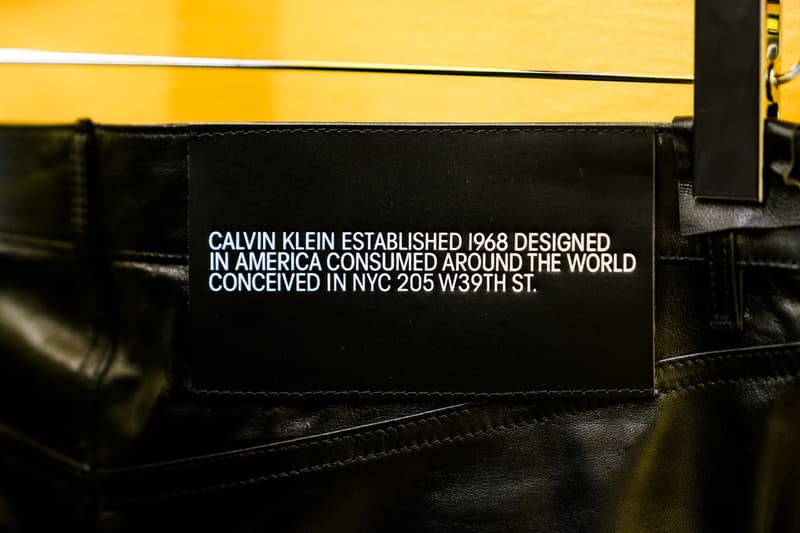 CALVIN KLEIN ESTABLISHED 1968 DESIGNED
IN AMERICA CONSUMED AROUND THE WORLD
CONCEIVED IN NYC 205 W39TH ST.